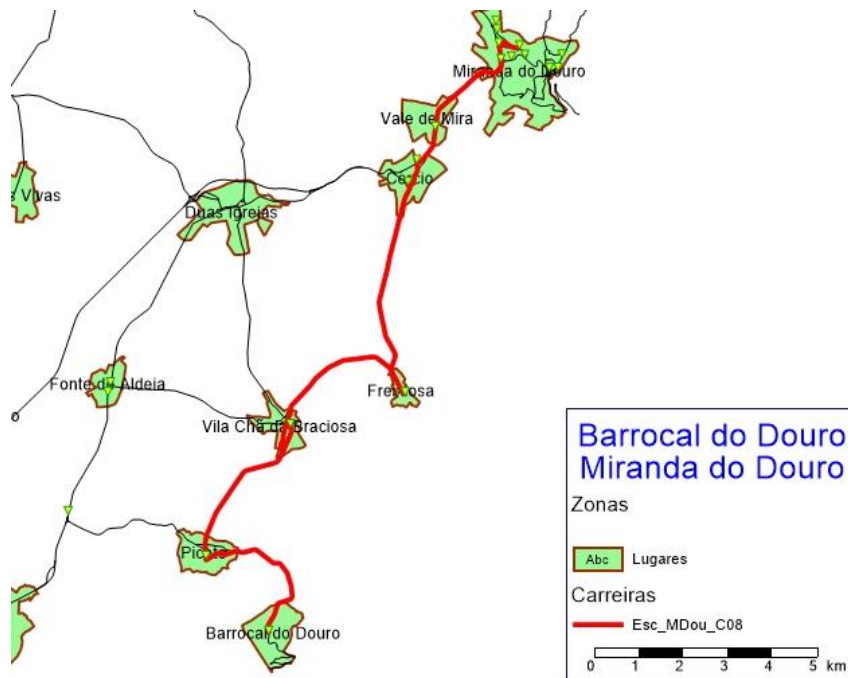 Miranda do Douro
Vale de Mira
Cércio
s Vivas
Duas Igrejas
Fonte da Aldeia
Freixiosa
o
Vila Chã da Braciosa
Picote
Barrocal do Douro
Barrocal do Douro
Miranda do Douro
Zonas
Abc Lugares
Carreiras
Esc_MDou_C08
0 1 2 3 4 5
km